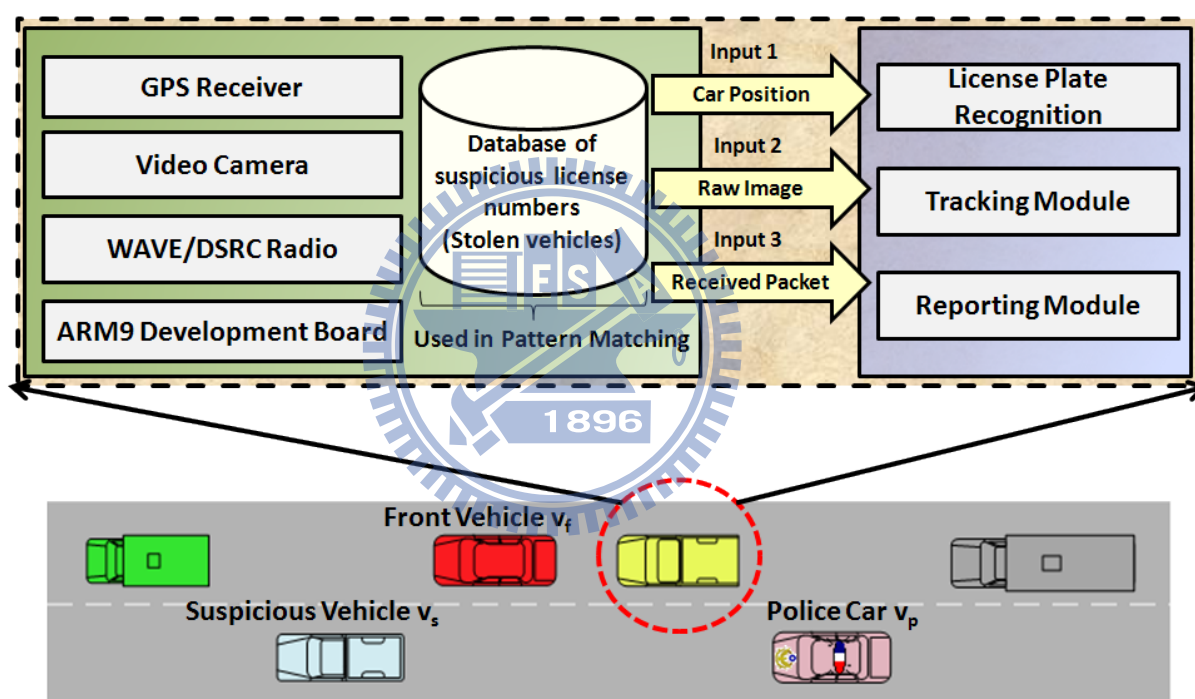 GPS Receiver
Video Camera
WAVE/DSRC Radio
ARM9 Development Board
Database of
suspicious license
numbers
(Stolen vehicles)
Used in Pattern Matching
Input 1
Car Position
Input 2
Raw Image
Input 3
Received Packet
License Plate
Recognition
Tracking Module
Reporting Module
ES
1896
Front Vehicle vf
Suspicious Vehicle vs
Police Car vp